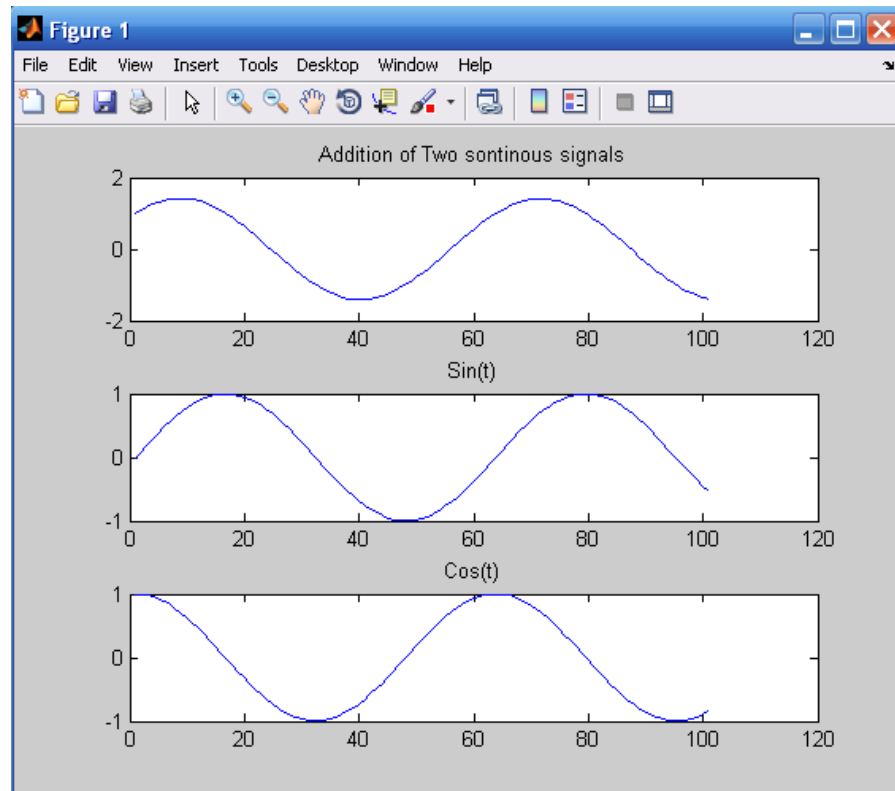 Figure 1
File Edit View Insert Tools Desktop Window Help
Addition of Two sontinous signals
2
0
-2
0 20 40 60 80 100 120
Sin(t)
1
0
-1
0 20 40 60 80 100 120
Cos(t)
1
0
-1
0 20 40 60 80 100 120